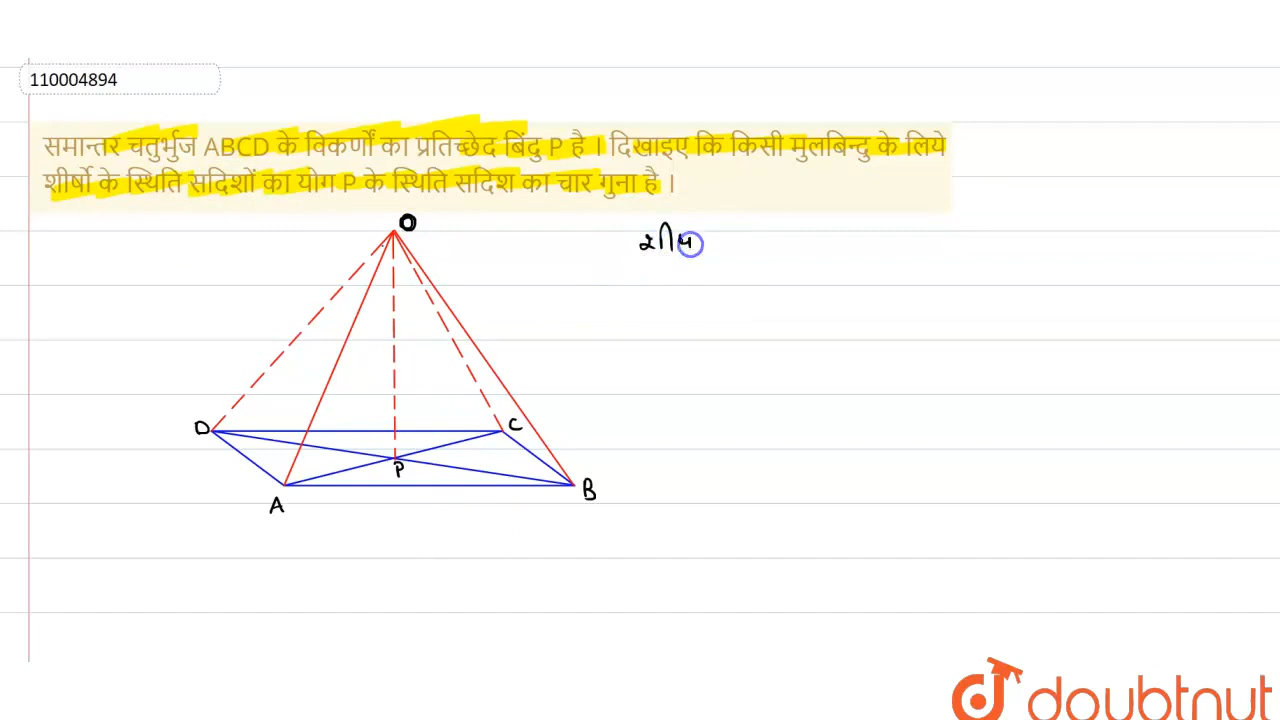 110004894
समान्तर चतुर्भुज ABCD के विकर्णों का प्रतिच्छेद बिंदु P है । दिखाइए कि किसी मुलबिन्दु के लिये
शीर्षो के स्थिति सदिशों का योग P के स्थिति सदिश का चार गुना है ।
O
D
C
P
A
B
doubtnut